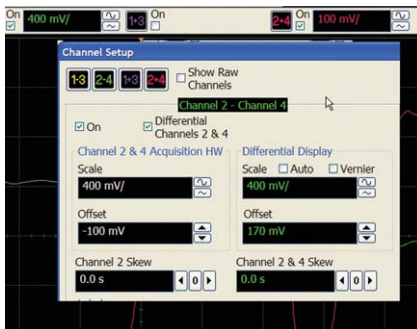 On 400 mV/ 1+3 On 2+4 On 100 mV/
Channel Setup
1-3 2-4 1+3 2+4 Show Raw Channels
Channel 2 - Channel 4
On Differential Channels 2 & 4
Channel 2 & 4 Acquisition HW
Scale
400 mV/
Offset
-100 mV
Differential Display
Scale Auto Vernier
400 mV/
Offset
170 mV
Channel 2 Skew
0.0 s 0
Channel 2 & 4 Skew
0.0 s 0